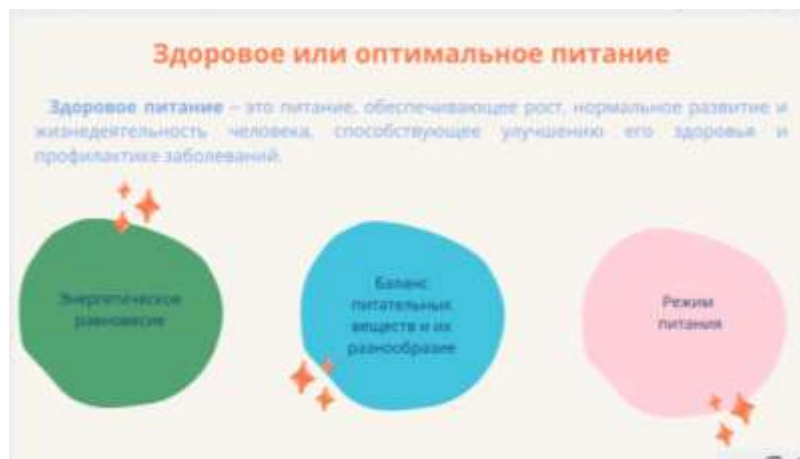 Здоровое или оптимальное питание
Здоровое питание – это питание, обеспечивающее рост, нормальное развитие и
жизнедеятельность человека, способствующее улучшению его здоровья и
профилактике заболеваний.
Энергетическое
равновесие
Баланс
питательных
веществ и их
разнообразие
Режим
питания